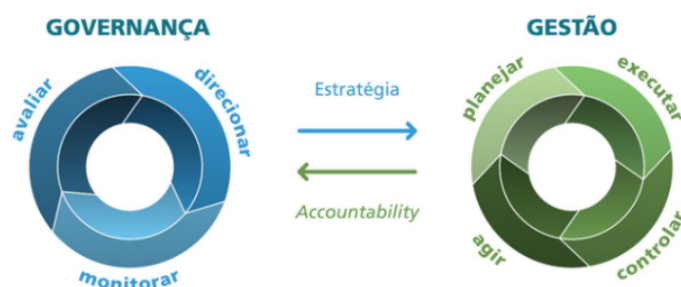 GOVERNANÇA
avaliar
direcionar
monitorar
Estratégia
Accountability
GESTÃO
planejar
executar
controlar
agir